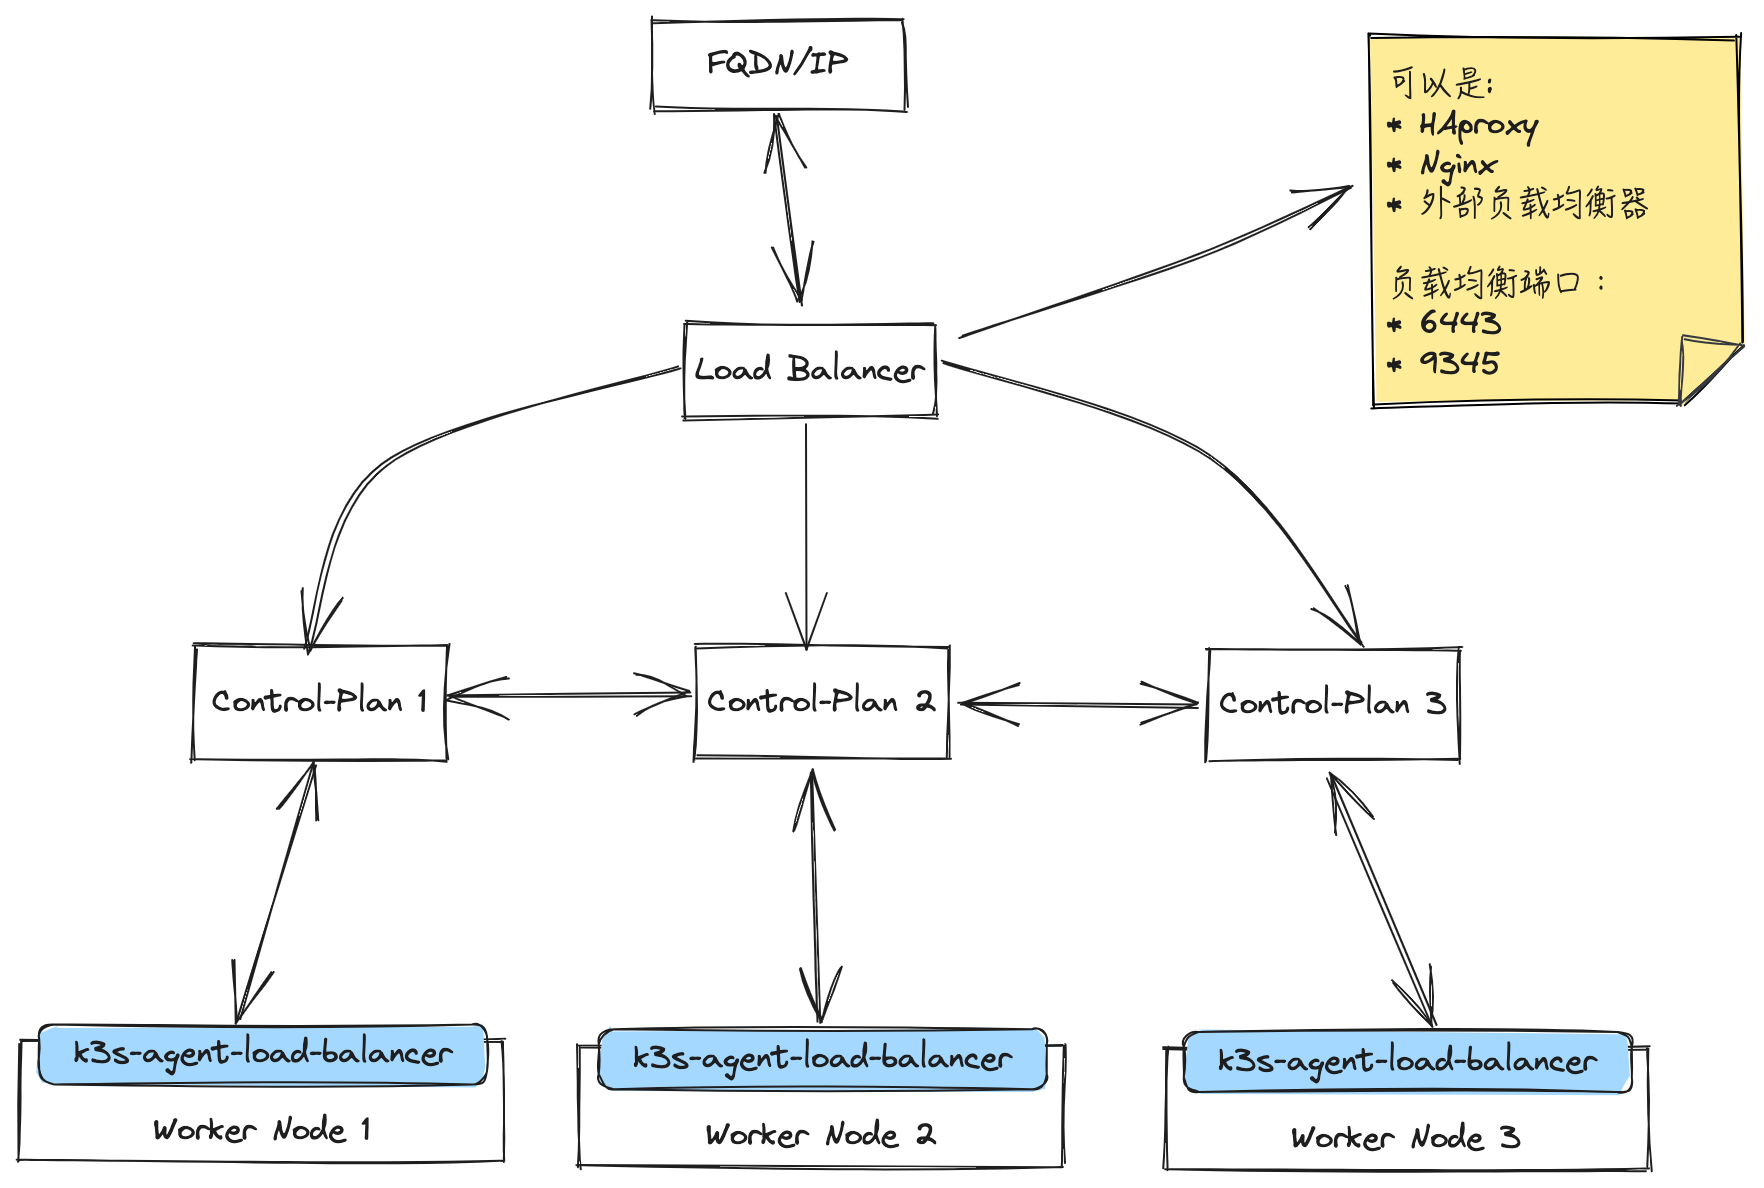 FQDN/IP
可以是:
* HAproxy
* Nginx
* 外部负载均衡器
负载均衡端口：
* 6443
* 9345
Load Balancer
Control-Plan 1
Control-Plan 2
Control-Plan 3
k3s-agent-load-balancer
k3s-agent-load-balancer
k3s-agent-load-balancer
Worker Node 1
Worker Node 2
Worker Node 3